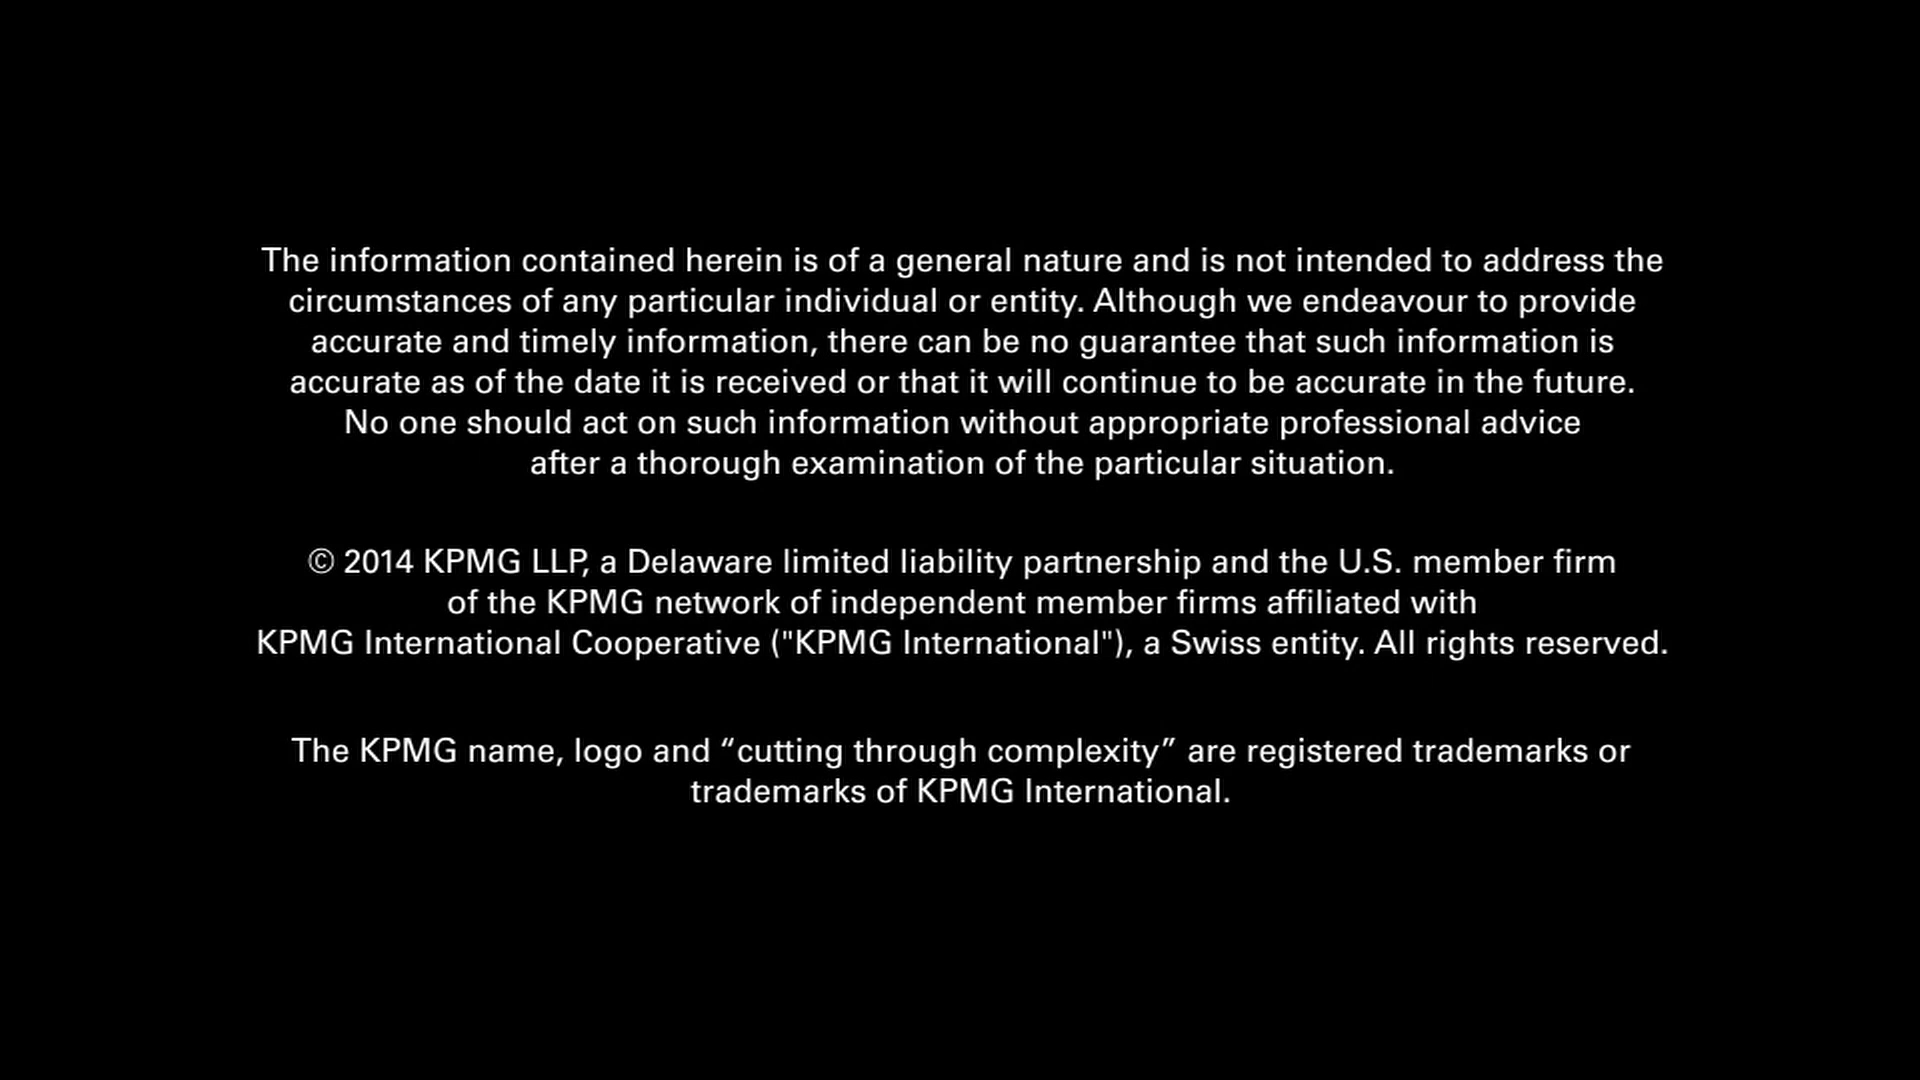 The information contained herein is of a general nature and is not intended to address the
circumstances of any particular individual or entity. Although we endeavour to provide
accurate and timely information, there can be no guarantee that such information is
accurate as of the date it is received or that it will continue to be accurate in the future.
No one should act on such information without appropriate professional advice
after a thorough examination of the particular situation.
© 2014 KPMG LLP, a Delaware limited liability partnership and the U.S. member firm
of the KPMG network of independent member firms affiliated with
KPMG International Cooperative ("KPMG International"), a Swiss entity. All rights reserved.
The KPMG name, logo and “cutting through complexity” are registered trademarks or
trademarks of KPMG International.